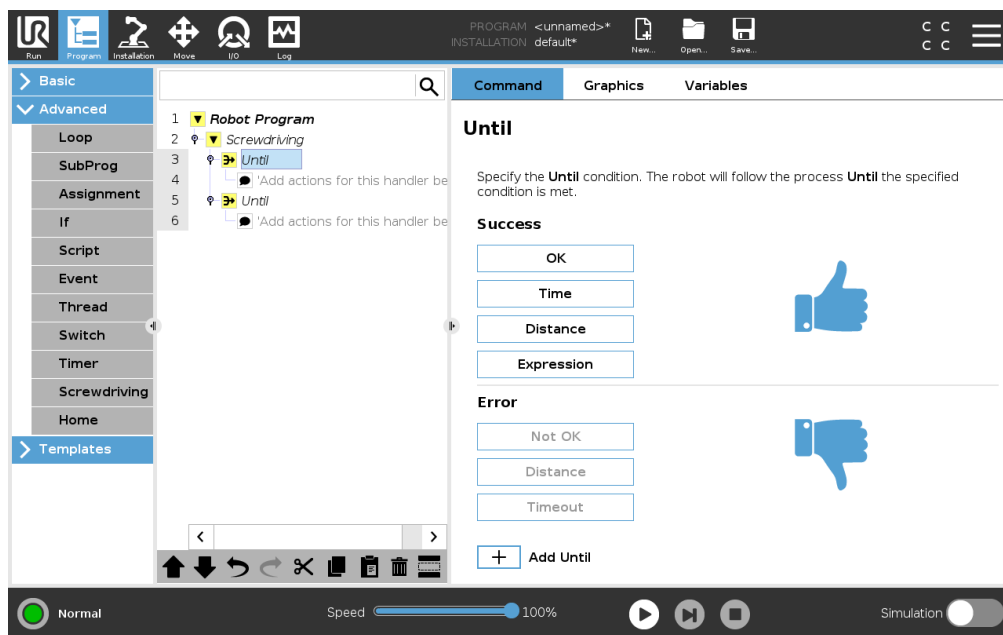 PROGRAM <unnamed>*
INSTALLATION default*
Run Program Installation Move I/O Log New... Open... Save...
C C
C C
Basic
Advanced
Loop
SubProg
Assignment
If
Script
Event
Thread
Switch
Timer
Screwdriving
Home
Templates
1 Robot Program
2 Screwdriving
3 Until
4 'Add actions for this handler be
5 Until
6 'Add actions for this handler be
Command Graphics Variables
Until
Specify the Until condition. The robot will follow the process Until the specified
condition is met.
Success
OK
Time
Distance
Expression
Error
Not OK
Distance
Timeout
+ Add Until
Normal
Speed 100%
Simulation